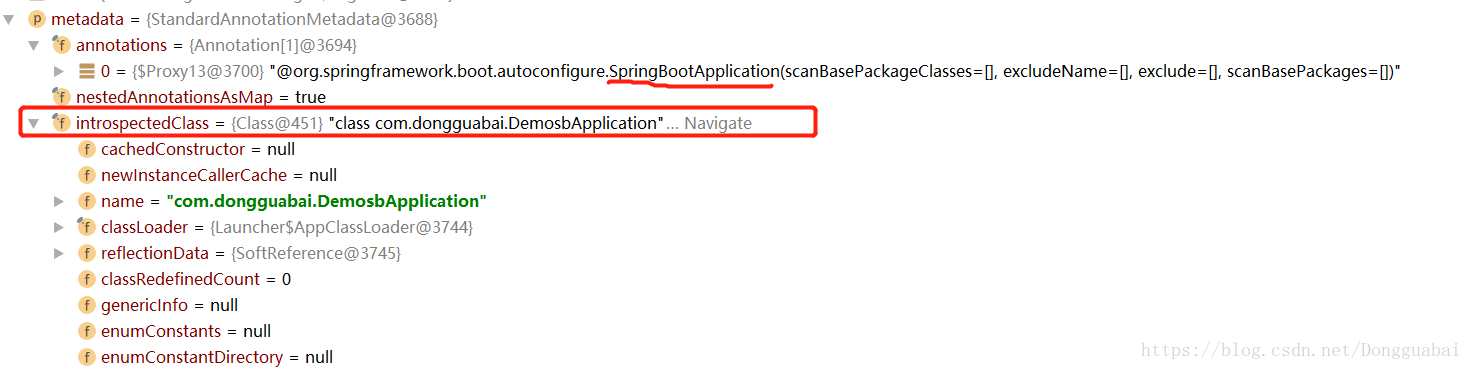 metadata = {StandardAnnotationMetadata@3688}
annotations = {Annotation[1]@3694}
0 = {$Proxy13@3700} "@org.springframework.boot.autoconfigure.SpringBootApplication(scanBasePackageClasses=[], excludeName=[], exclude=[], scanBasePackages=[])"
nestedAnnotationsAsMap = true
introspectedClass = {Class@451} "class com.dongguabai.DemosbApplication"... Navigate
cachedConstructor = null
newInstanceCallerCache = null
name = "com.dongguabai.DemosbApplication"
classLoader = {Launcher$AppClassLoader@3744}
reflectionData = {SoftReference@3745}
classRedefinedCount = 0
genericInfo = null
enumConstants = null
enumConstantDirectory = null
https://blog.csdn.net/Dongguabai